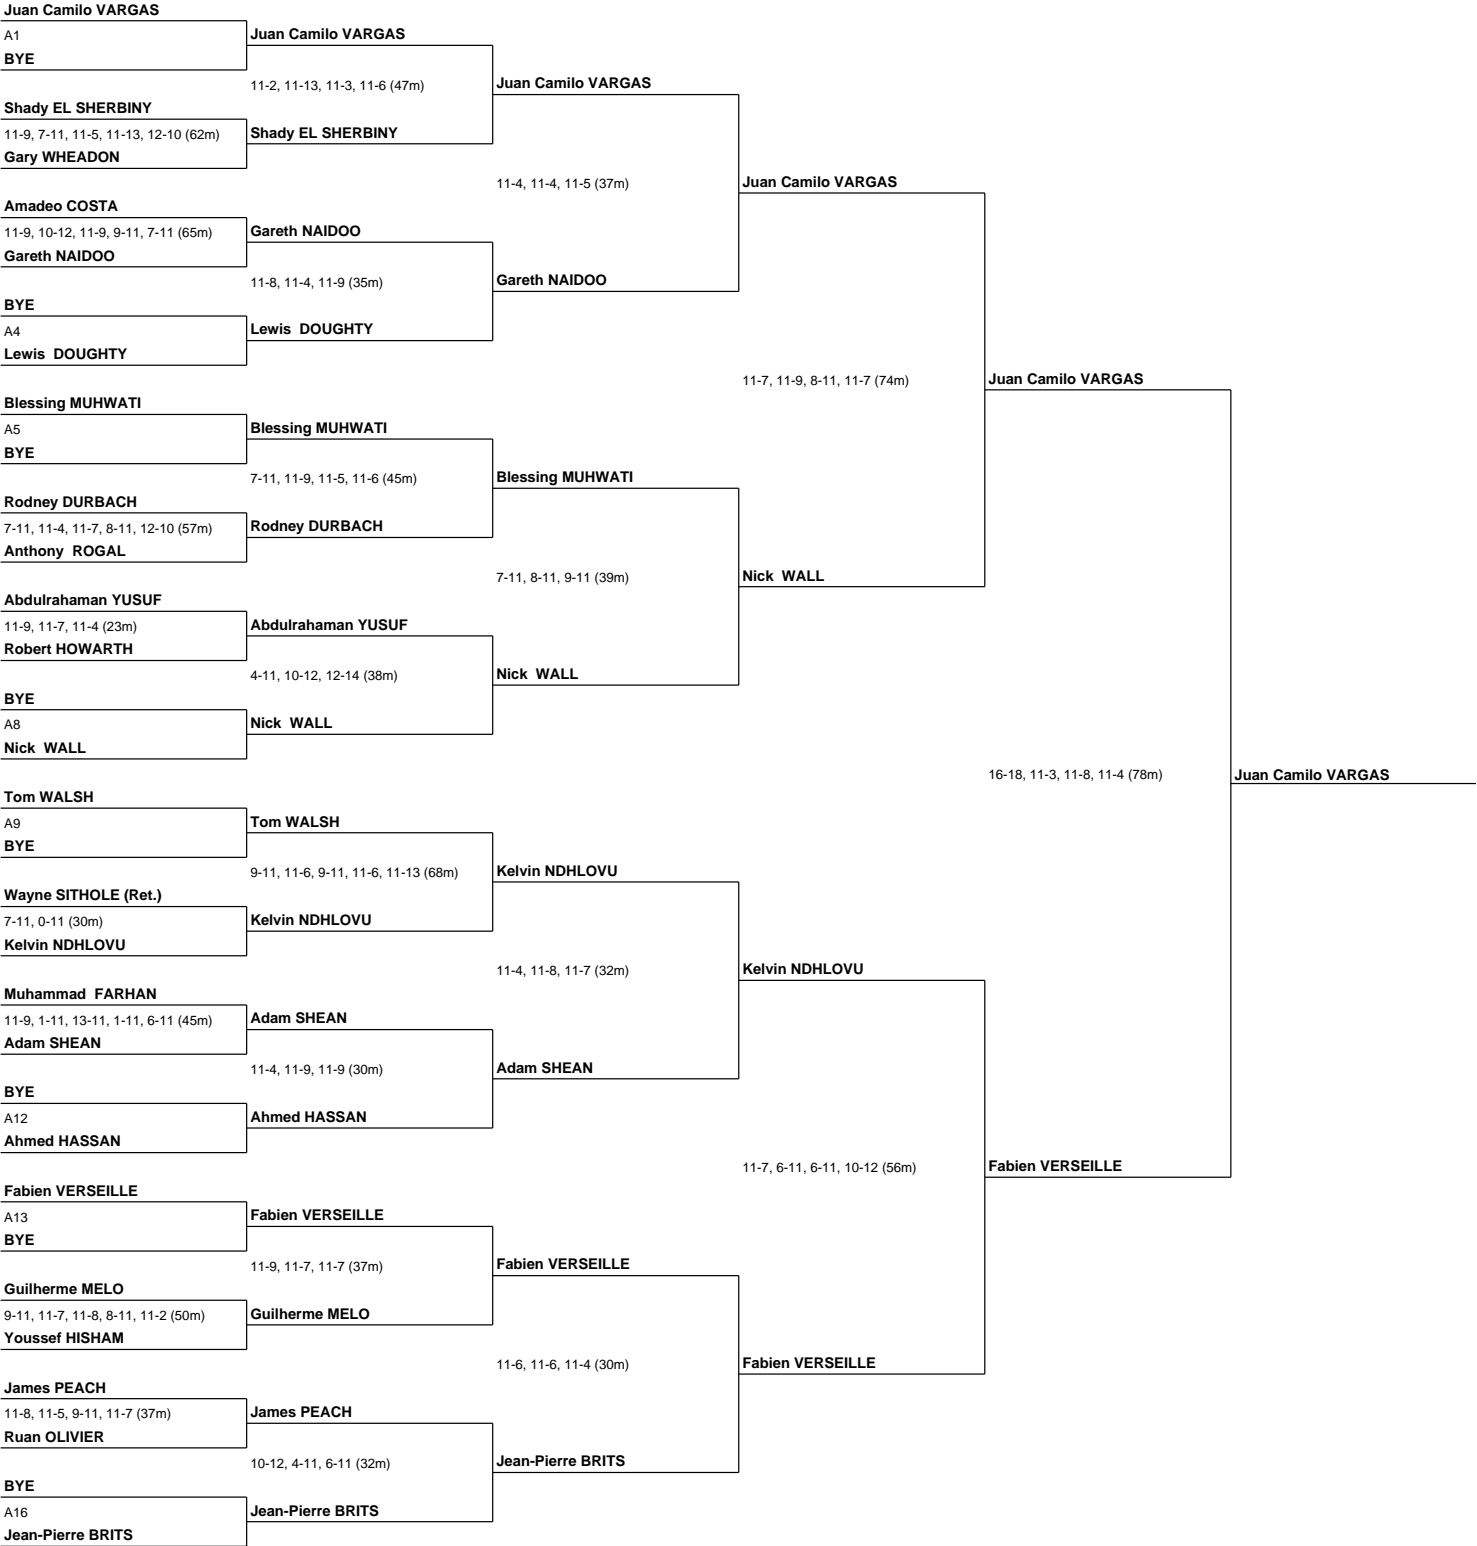 Juan Camilo VARGAS
A1
BYE
Shady EL SHERBINY
11-9, 7-11, 11-5, 11-13, 12-10 (62m)
Gary WHEADON
Amadeo COSTA
11-9, 10-12, 11-9, 9-11, 7-11 (65m)
Gareth NAIDOO
BYE
A4
Lewis  DOUGHTY
Blessing MUHWATI
A5
BYE
Rodney DURBACH
7-11, 11-4, 11-7, 8-11, 12-10 (57m)
Anthony  ROGAL
Abdulrahaman YUSUF
11-9, 11-7, 11-4 (23m)
Robert HOWARTH
BYE
A8
Nick  WALL
Tom WALSH
A9
BYE
Wayne SITHOLE (Ret.)
7-11, 0-11 (30m)
Kelvin NDHLOVU
Muhammad  FARHAN
11-9, 1-11, 13-11, 1-11, 6-11 (45m)
Adam SHEAN
BYE
A12
Ahmed HASSAN
Fabien VERSEILLE
A13
BYE
Guilherme MELO
9-11, 11-7, 11-8, 8-11, 11-2 (50m)
Youssef HISHAM
James PEACH
11-8, 11-5, 9-11, 11-7 (37m)
Ruan OLIVIER
BYE
A16
Jean-Pierre BRITS
Juan Camilo VARGAS
11-2, 11-13, 11-3, 11-6 (47m)
Shady EL SHERBINY
Gareth NAIDOO
11-8, 11-4, 11-9 (35m)
Lewis  DOUGHTY
Blessing MUHWATI
7-11, 11-9, 11-5, 11-6 (45m)
Rodney DURBACH
Abdulrahaman YUSUF
4-11, 10-12, 12-14 (38m)
Nick  WALL
Tom WALSH
9-11, 11-6, 9-11, 11-6, 11-13 (68m)
Kelvin NDHLOVU
Adam SHEAN
11-4, 11-9, 11-9 (30m)
Ahmed HASSAN
Fabien VERSEILLE
11-9, 11-7, 11-7 (37m)
Guilherme MELO
James PEACH
10-12, 4-11, 6-11 (32m)
Jean-Pierre BRITS
Juan Camilo VARGAS
11-4, 11-4, 11-5 (37m)
Gareth NAIDOO
Blessing MUHWATI
7-11, 8-11, 9-11 (39m)
Nick  WALL
Kelvin NDHLOVU
11-4, 11-8, 11-7 (32m)
Adam SHEAN
Fabien VERSEILLE
11-6, 11-6, 11-4 (30m)
Jean-Pierre BRITS
Juan Camilo VARGAS
11-7, 11-9, 8-11, 11-7 (74m)
Nick  WALL
Kelvin NDHLOVU
11-7, 6-11, 6-11, 10-12 (56m)
Fabien VERSEILLE
Juan Camilo VARGAS
16-18, 11-3, 11-8, 11-4 (78m)
Fabien VERSEILLE
Juan Camilo VARGAS